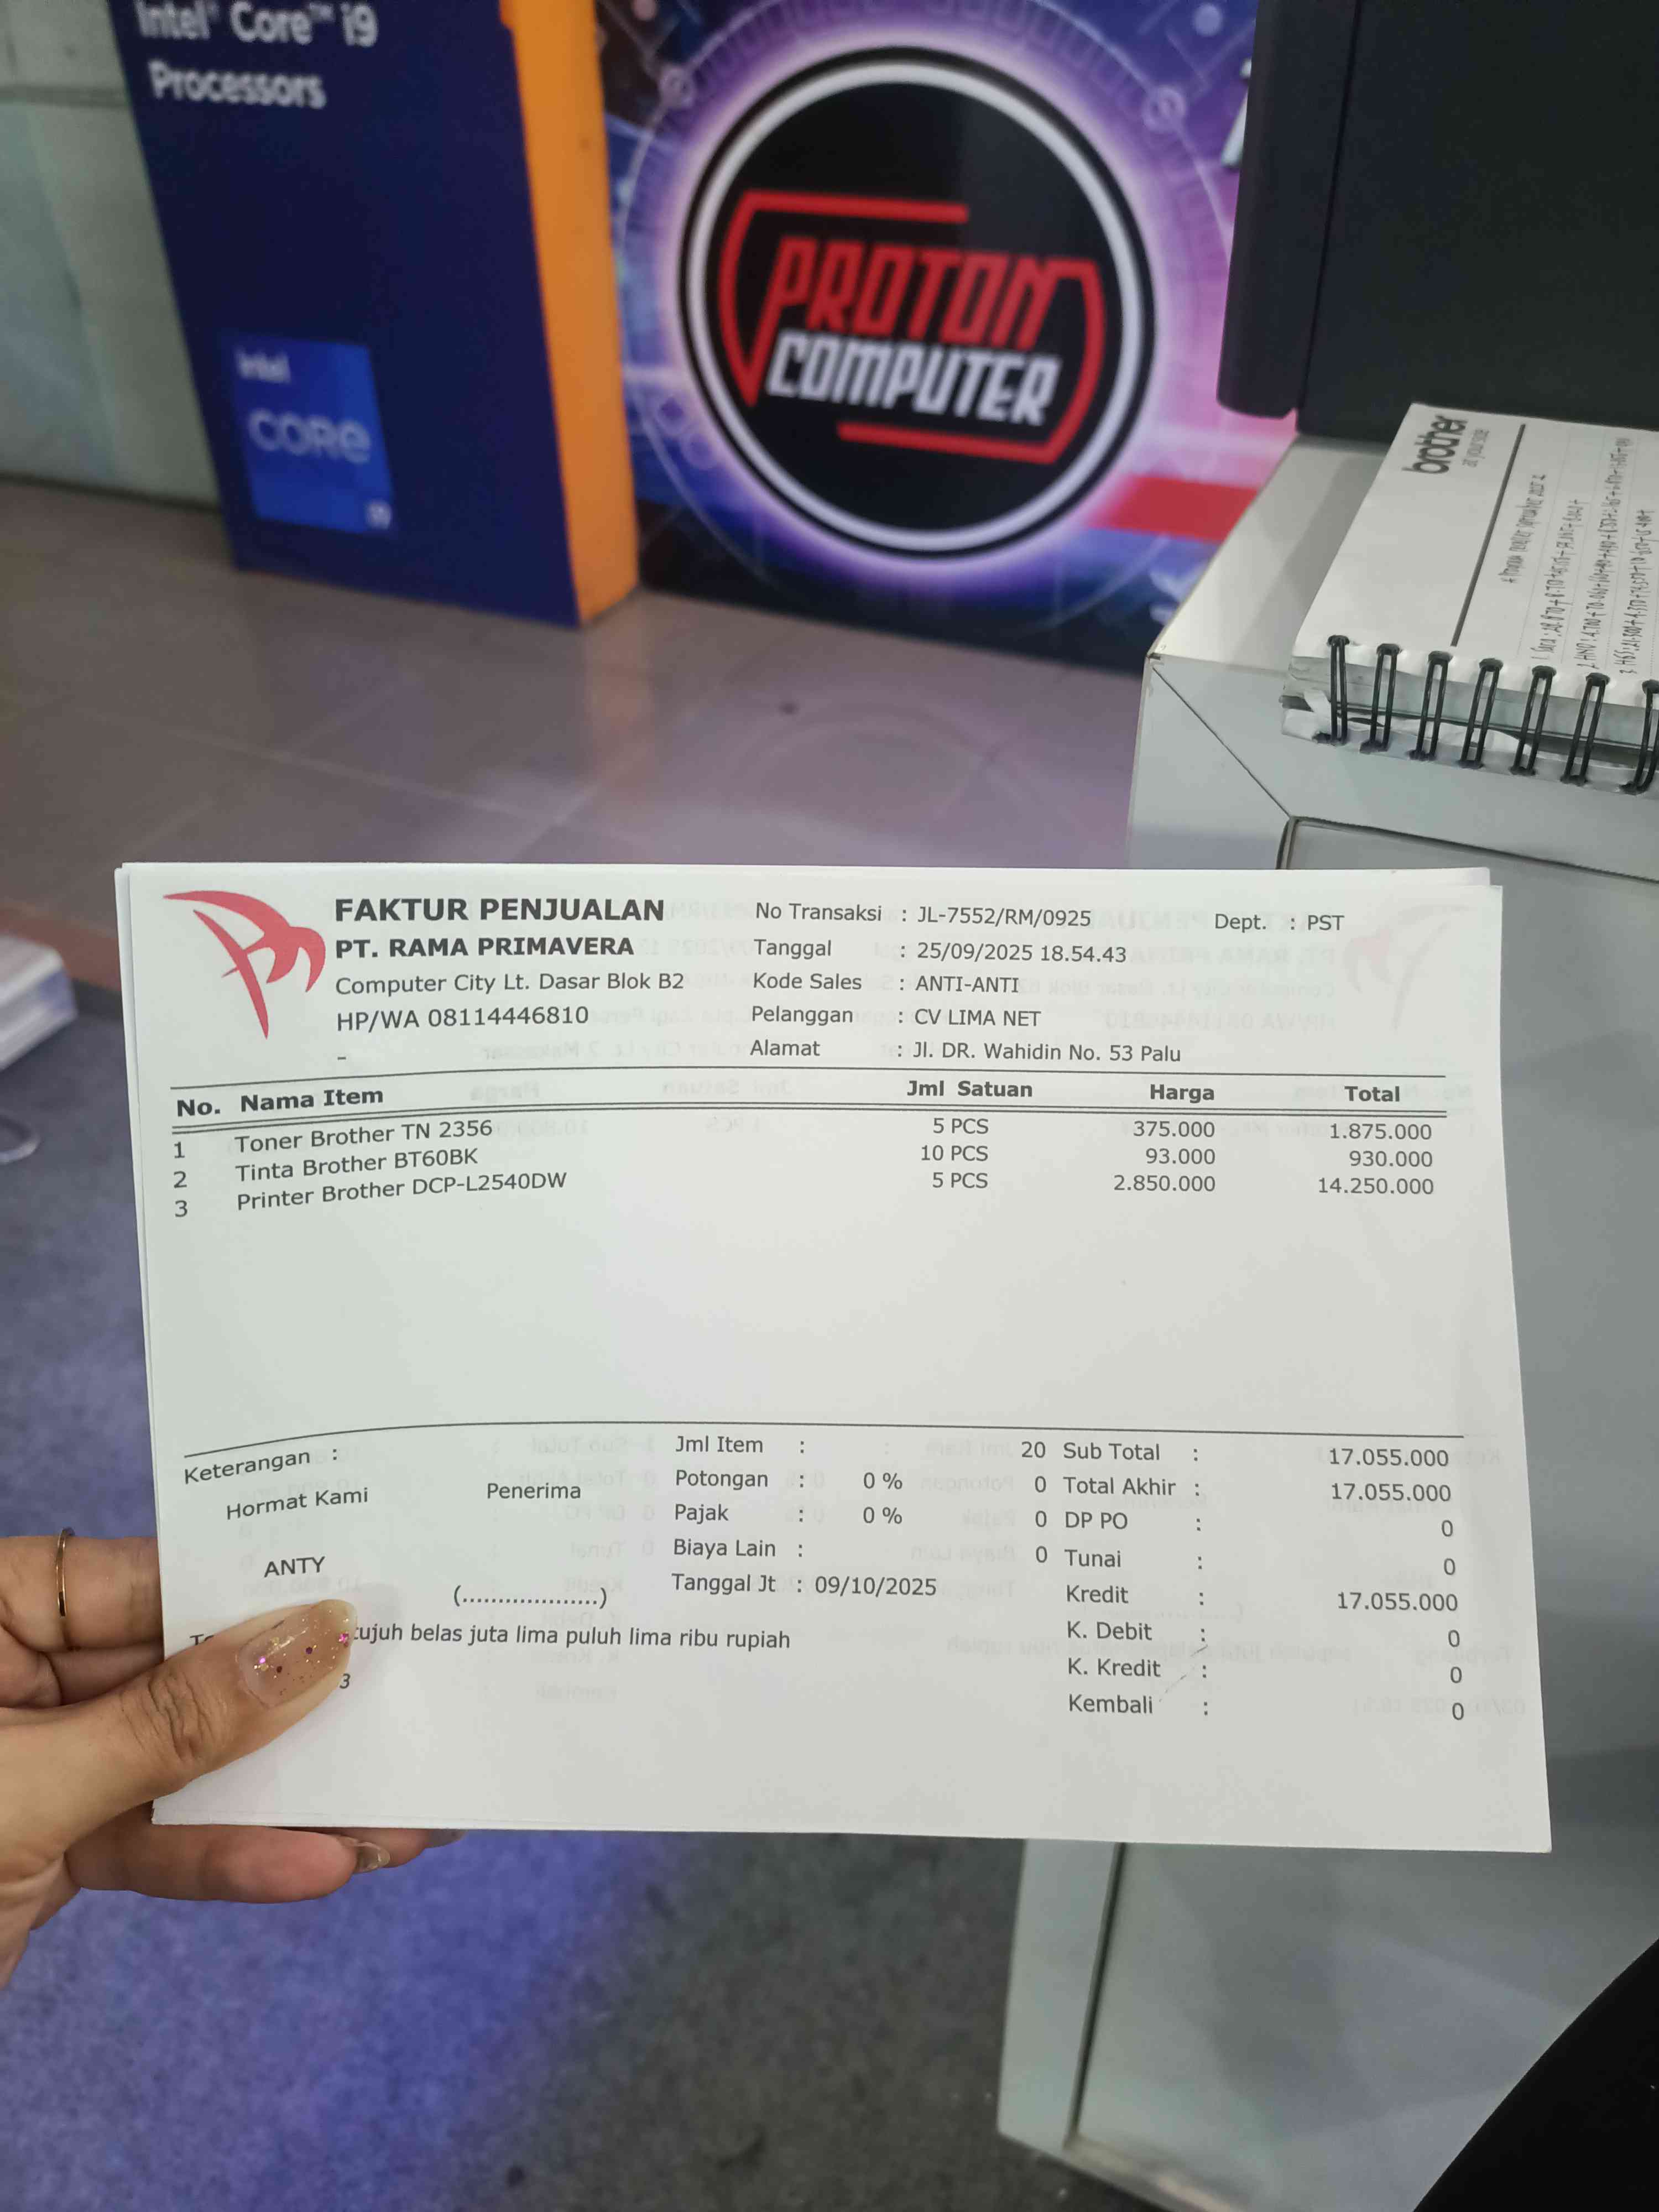 Intel® Core™ i9
Processors
intel
CORe
i9
PROTON
COMPUTER
brother
at your side
FAKTUR PENJUALAN
PT. RAMA PRIMAVERA
Computer City Lt. Dasar Blok B2
HP/WA 08114446810
-
No Transaksi : JL-7552/RM/0925
Dept. : PST
Tanggal : 25/09/2025 18.54.43
Kode Sales : ANTI-ANTI
Pelanggan : CV LIMA NET
Alamat : Jl. DR. Wahidin No. 53 Palu
No. Nama Item Jml Satuan Harga Total
1 Toner Brother TN 2356 5 PCS 375.000 1.875.000
2 Tinta Brother BT60BK 10 PCS 93.000 930.000
3 Printer Brother DCP-L2540DW 5 PCS 2.850.000 14.250.000
Keterangan :
Hormat Kami
Penerima
ANTY
(...................)
Jml Item : 20
Potongan : 0 % 0
Pajak : 0 % 0
Biaya Lain : 0
Tanggal Jt : 09/10/2025
Sub Total : 17.055.000
Total Akhir : 17.055.000
DP PO : 0
Tunai : 0
Kredit : 17.055.000
K. Debit : 0
K. Kredit : 0
Kembali : 0
tujuh belas juta lima puluh lima ribu rupiah
3